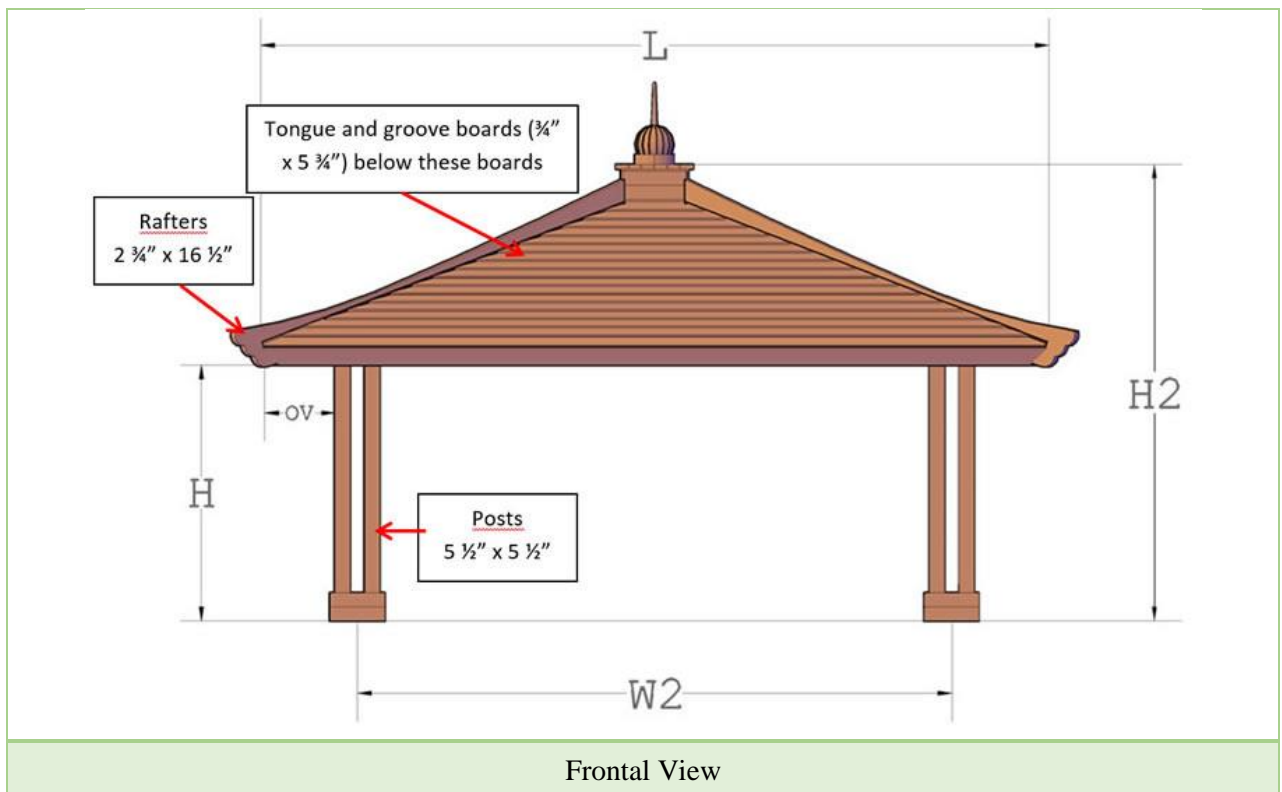 L
Tongue and groove boards (¾”
x 5 ¾”) below these boards
Rafters
2 ¾” x 16 ½”
OV
H
H2
Posts
5 ½” x 5 ½”
W2
Frontal View